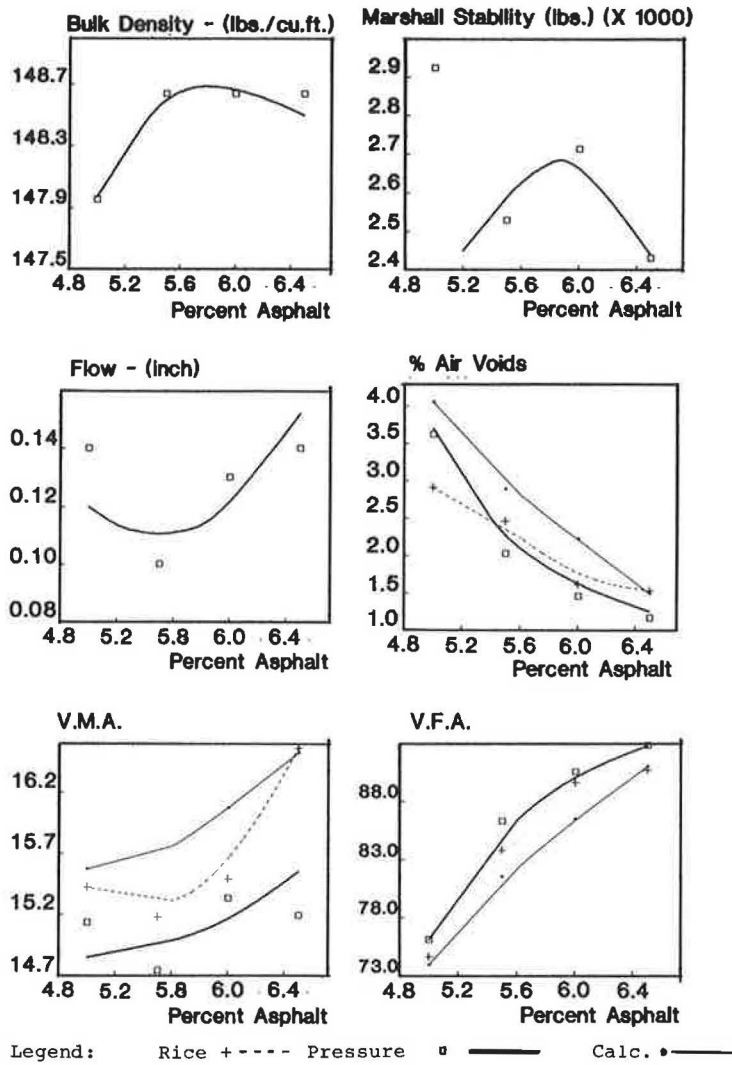 Bulk Density - (lbs./cu.ft.)
148.7
148.3
147.9
147.5
4.8 5.2 5.6 6.0 6.4
Percent Asphalt
Marshall Stability (lbs.) (X 1000)
2.9
2.8
2.7
2.6
2.5
2.4
4.8 5.2 5.6 6.0 6.4
Percent Asphalt
Flow - (inch)
0.14
0.12
0.10
0.08
4.8 5.2 5.8 6.0 6.4
Percent Asphalt
% Air Voids
4.0
3.5
3.0
2.5
2.0
1.5
1.0
4.8 5.2 5.6 6.0 6.4
Percent Asphalt
V.M.A.
16.2
15.7
15.2
14.7
4.8 5.2 5.8 6.0 6.4
Percent Asphalt
V.F.A.
88.0
83.0
78.0
73.0
4.8 5.2 5.6 6.0 6.4
Percent Asphalt
Legend: Rice + ---- Pressure □ —— Calc. • ——